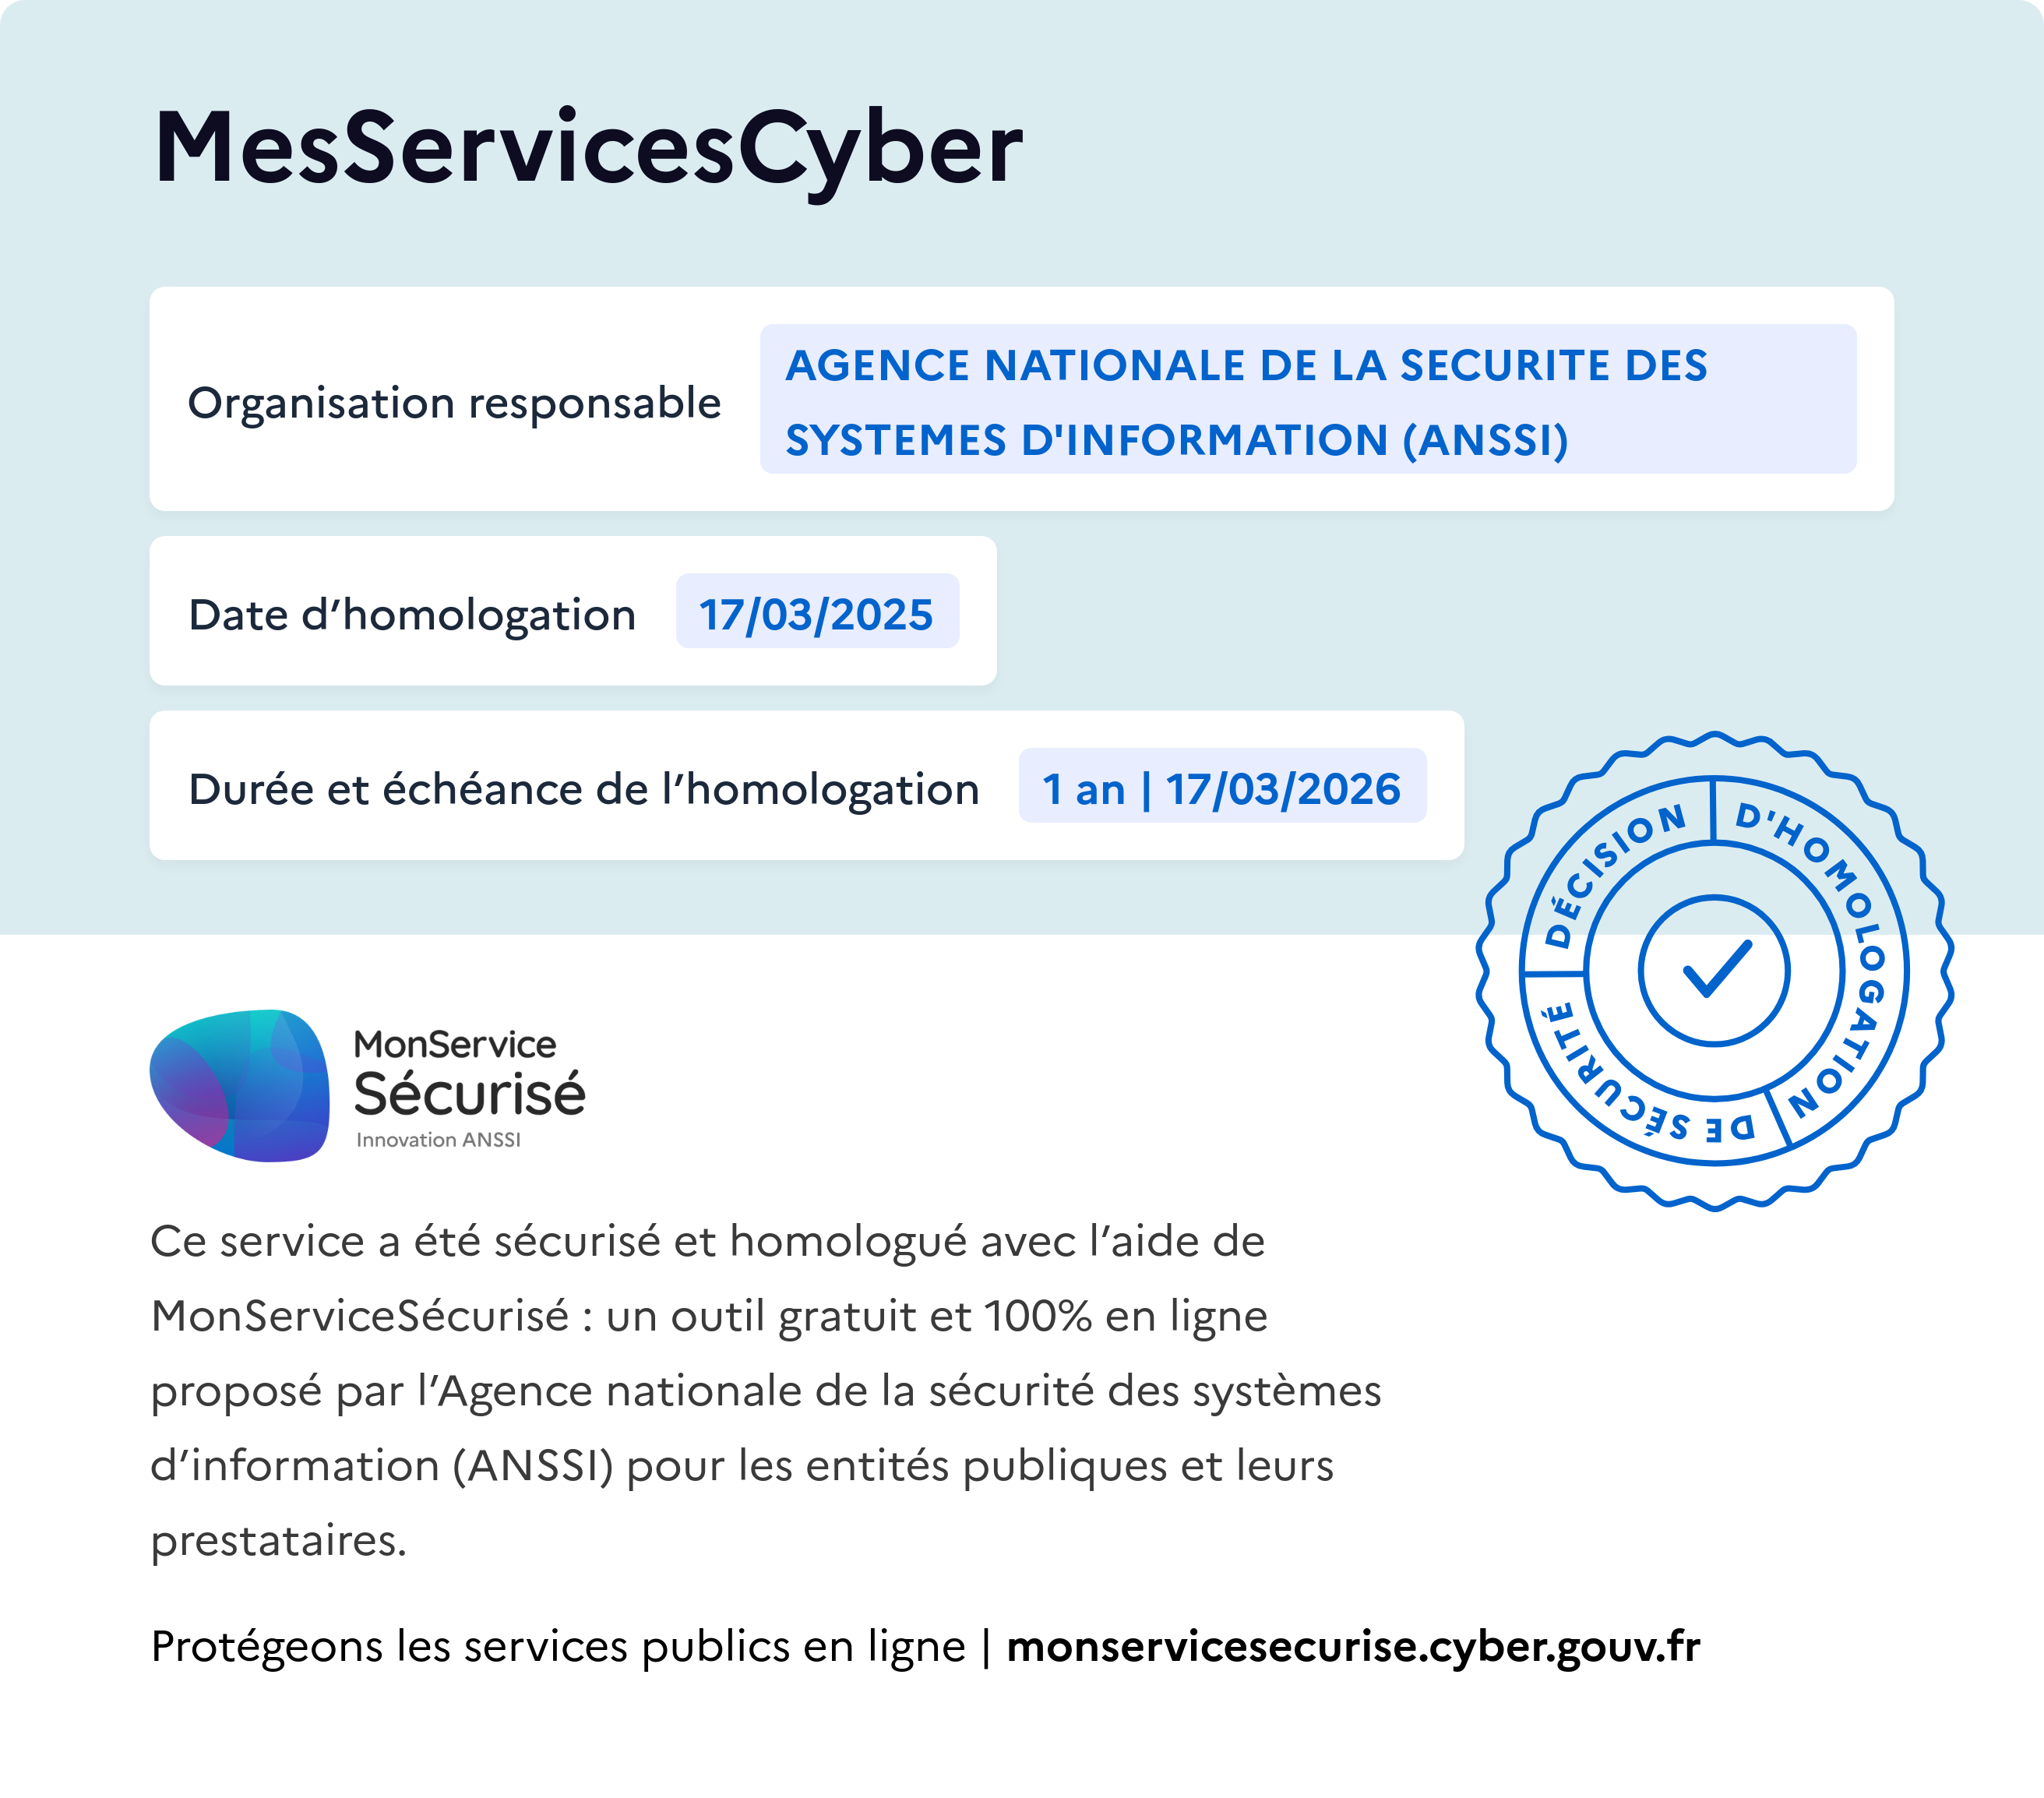 MesServicesCyber
Organisation responsable
AGENCE NATIONALE DE LA SECURITE DES
SYSTEMES D'INFORMATION (ANSSI)
Date d’homologation
17/03/2025
Durée et échéance de l’homologation
1 an | 17/03/2026
DÉCISION
D'HOMOLOGATION
DE SÉCURITÉ
MonService
Sécurisé
Innovation ANSSI
Ce service a été sécurisé et homologué avec l’aide de
MonServiceSécurisé : un outil gratuit et 100% en ligne
proposé par l’Agence nationale de la sécurité des systèmes
d’information (ANSSI) pour les entités publiques et leurs
prestataires.
Protégeons les services publics en ligne | monservicesecurise.cyber.gouv.fr